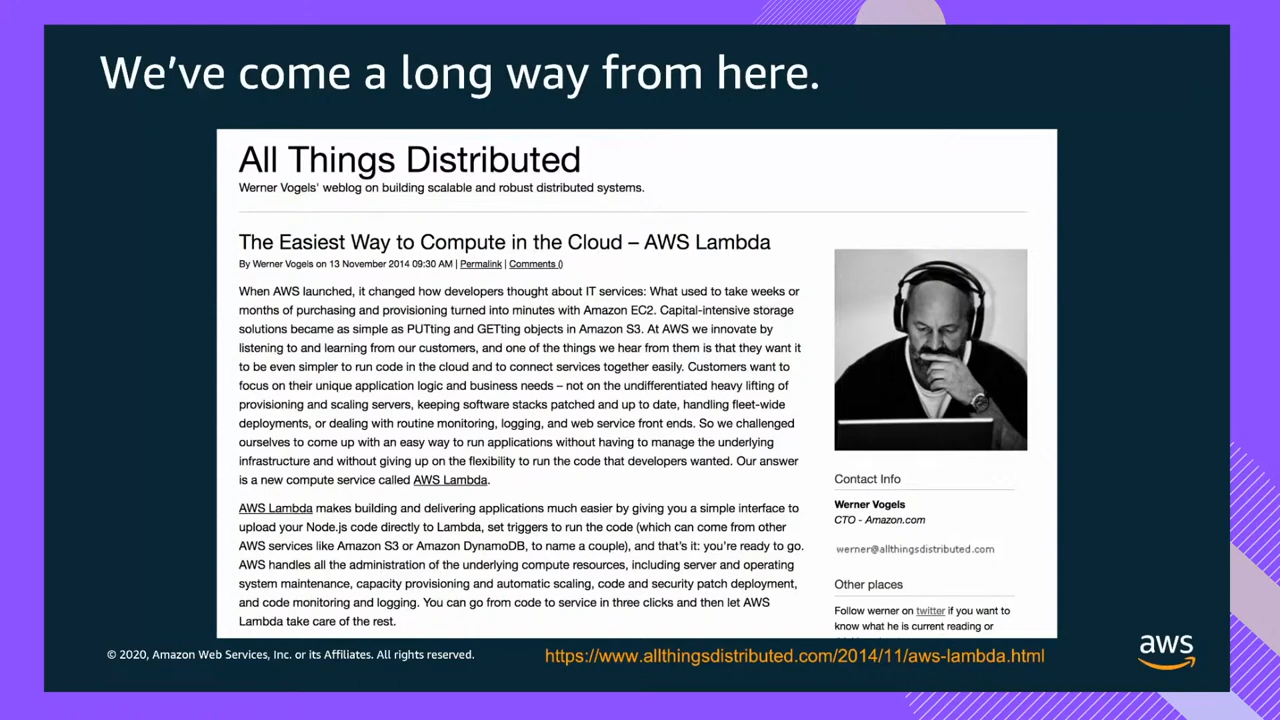 We've come a long way from here.
All Things Distributed
Werner Vogels' weblog on building scalable and robust distributed systems.
The Easiest Way to Compute in the Cloud – AWS Lambda
By Werner Vogels on 13 November 2014 09:30 AM | Permalink | Comments ()
When AWS launched, it changed how developers thought about IT services: What used to take weeks or
months of purchasing and provisioning turned into minutes with Amazon EC2. Capital-intensive storage
solutions became as simple as PUTting and GETting objects in Amazon S3. At AWS we innovate by
listening to and learning from our customers, and one of the things we hear from them is that they want it
to be even simpler to run code in the cloud and to connect services together easily. Customers want to
focus on their unique application logic and business needs – not on the undifferentiated heavy lifting of
provisioning and scaling servers, keeping software stacks patched and up to date, handling fleet-wide
deployments, or dealing with routine monitoring, logging, and web service front ends. So we challenged
ourselves to come up with an easy way to run applications without having to manage the underlying
infrastructure and without giving up on the flexibility to run the code that developers wanted. Our answer
is a new compute service called AWS Lambda.
AWS Lambda makes building and delivering applications much easier by giving you a simple interface to
upload your Node.js code directly to Lambda, set triggers to run the code (which can come from other
AWS services like Amazon S3 or Amazon DynamoDB, to name a couple), and that's it: you're ready to go.
AWS handles all the administration of the underlying compute resources, including server and operating
system maintenance, capacity provisioning and automatic scaling, code and security patch deployment,
and code monitoring and logging. You can go from code to service in three clicks and then let AWS
Lambda take care of the rest.
Contact Info
Werner Vogels
CTO - Amazon.com
werner@allthingsdistributed.com
Other places
Follow werner on twitter if you want to
know what he is current reading or
© 2020, Amazon Web Services, Inc. or its Affiliates. All rights reserved.
https://www.allthingsdistributed.com/2014/11/aws-lambda.html
aws